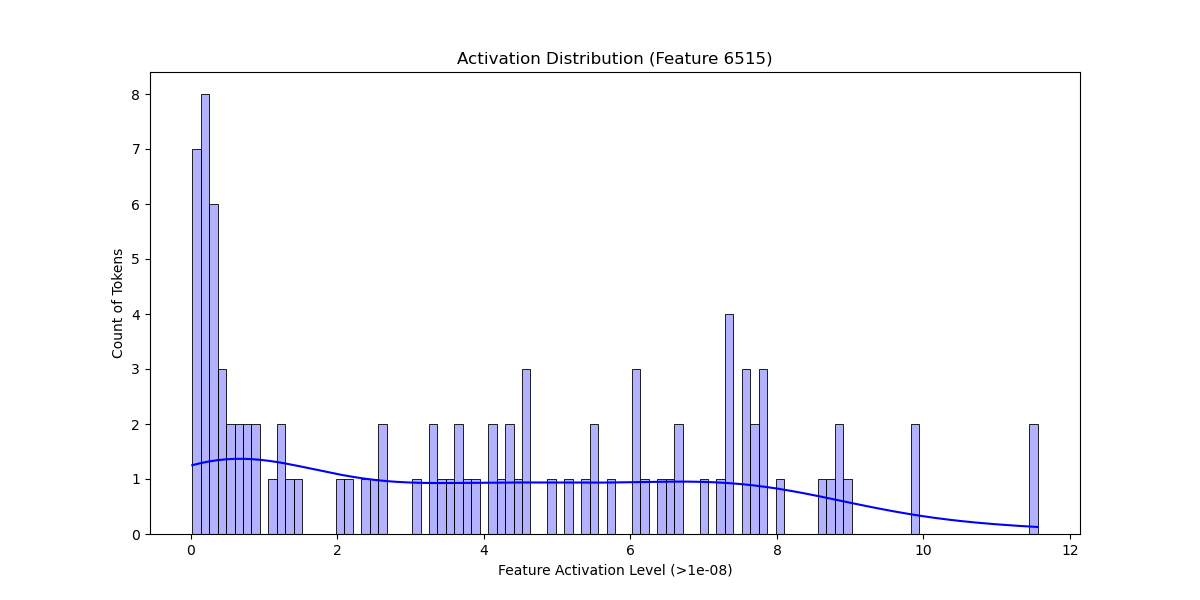 Activation Distribution (Feature 6515)
8
7
6
5
4
3
2
1
0
Count of Tokens
0 2 4 6 8 10 12
Feature Activation Level (>1e-08)